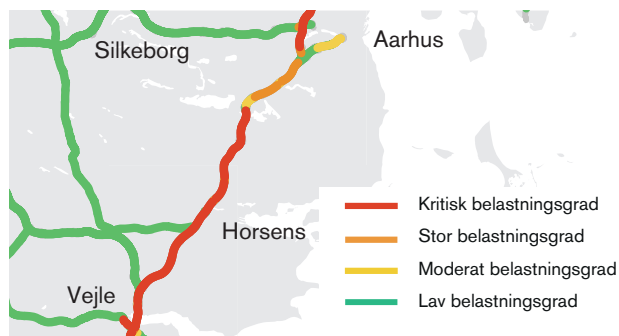 Aarhus
Silkeborg
Horsens
Vejle
Kritisk belastningsgrad
Stor belastningsgrad
Moderat belastningsgrad
Lav belastningsgrad